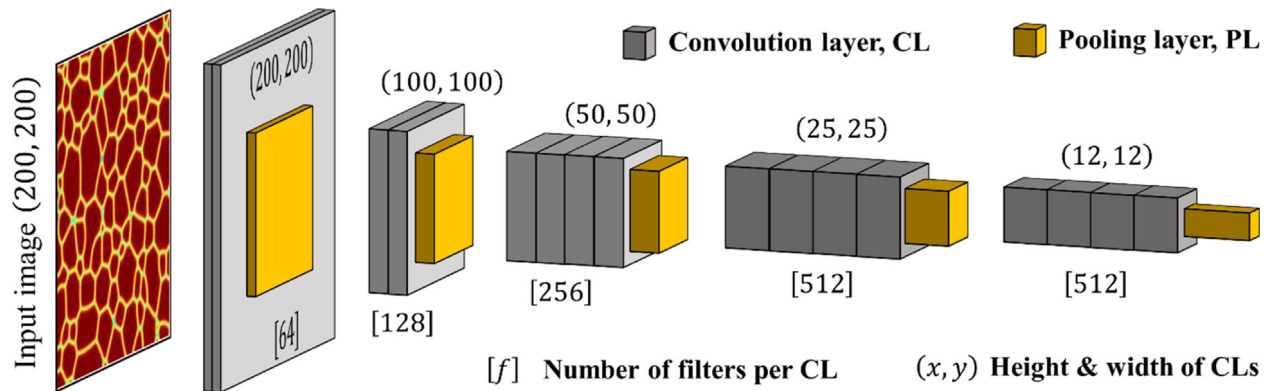 Input image (200, 200)
(200, 200)
[64]
(100, 100)
[128]
(50, 50)
[256]
(25, 25)
[512]
(12, 12)
[512]
Convolution layer, CL
Pooling layer, PL
[f] Number of filters per CL
(x, y) Height & width of CLs